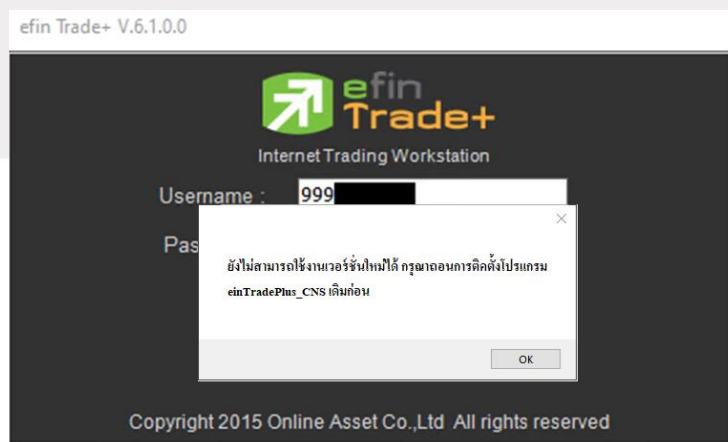 efin Trade+ V.6.1.0.0
efin
Trade+
Internet Trading Workstation
Username : 999
Pas
ยังไม่สามารถใช้งานเวอร์ชั่นใหม่ได้ กรุณาถอนการติดตั้งโปรแกรม
einTradePlus_CNS เดิมก่อน
OK
Copyright 2015 Online Asset Co.,Ltd All rights reserved